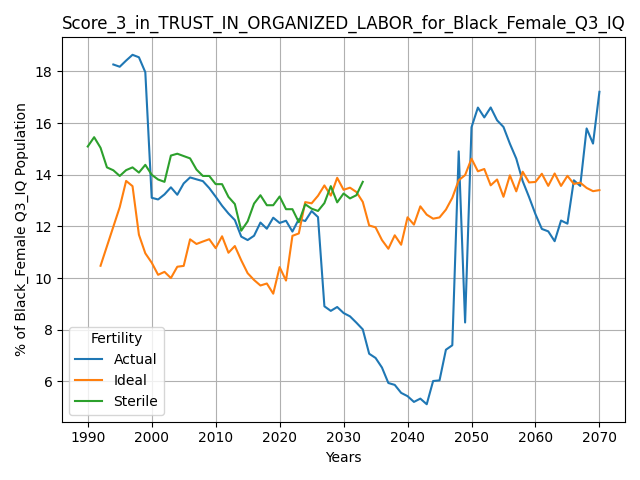 Score_3_in_TRUST_IN_ORGANIZED_LABOR_for_Black_Female_Q3_IQ
% of Black_Female Q3_IQ Population
18
16
14
12
10
8
6
Fertility
Actual
Ideal
Sterile
1990 2000 2010 2020 2030 2040 2050 2060 2070
Years